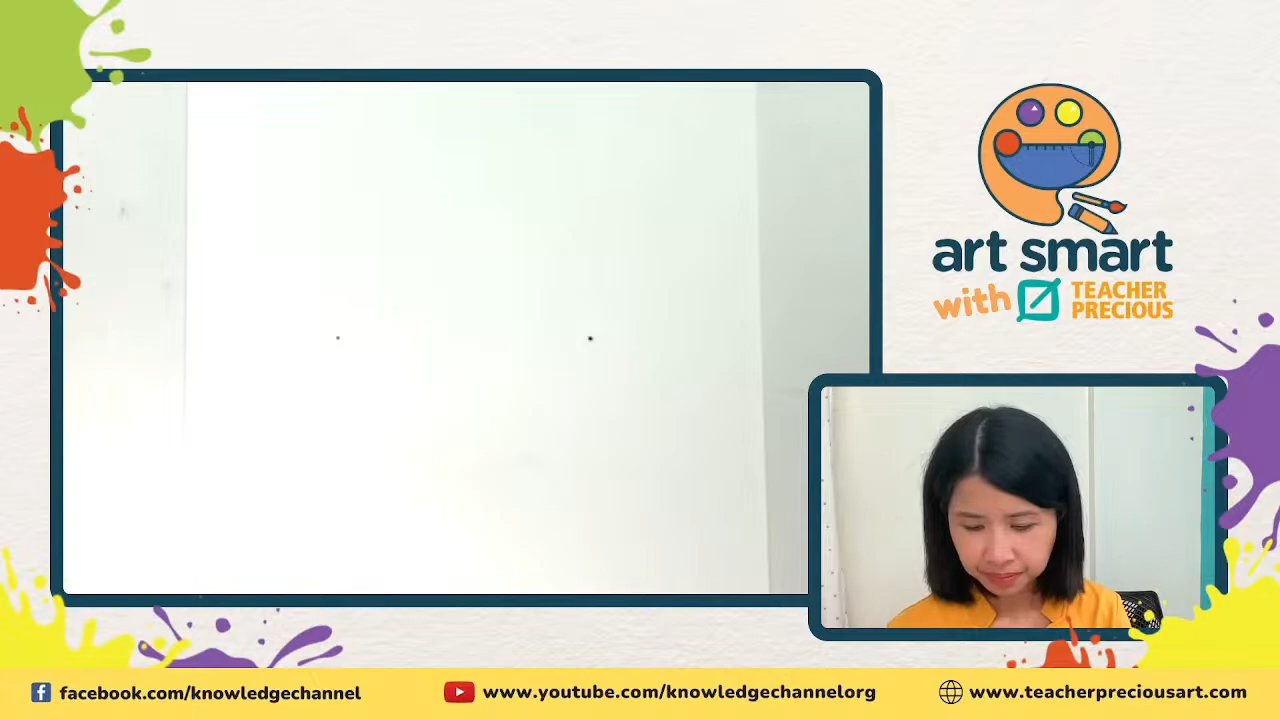 art smart
with TEACHER
PRECIOUS
facebook.com/knowledgechannel
www.youtube.com/knowledgechannelorg
www.teacherpreciousart.com